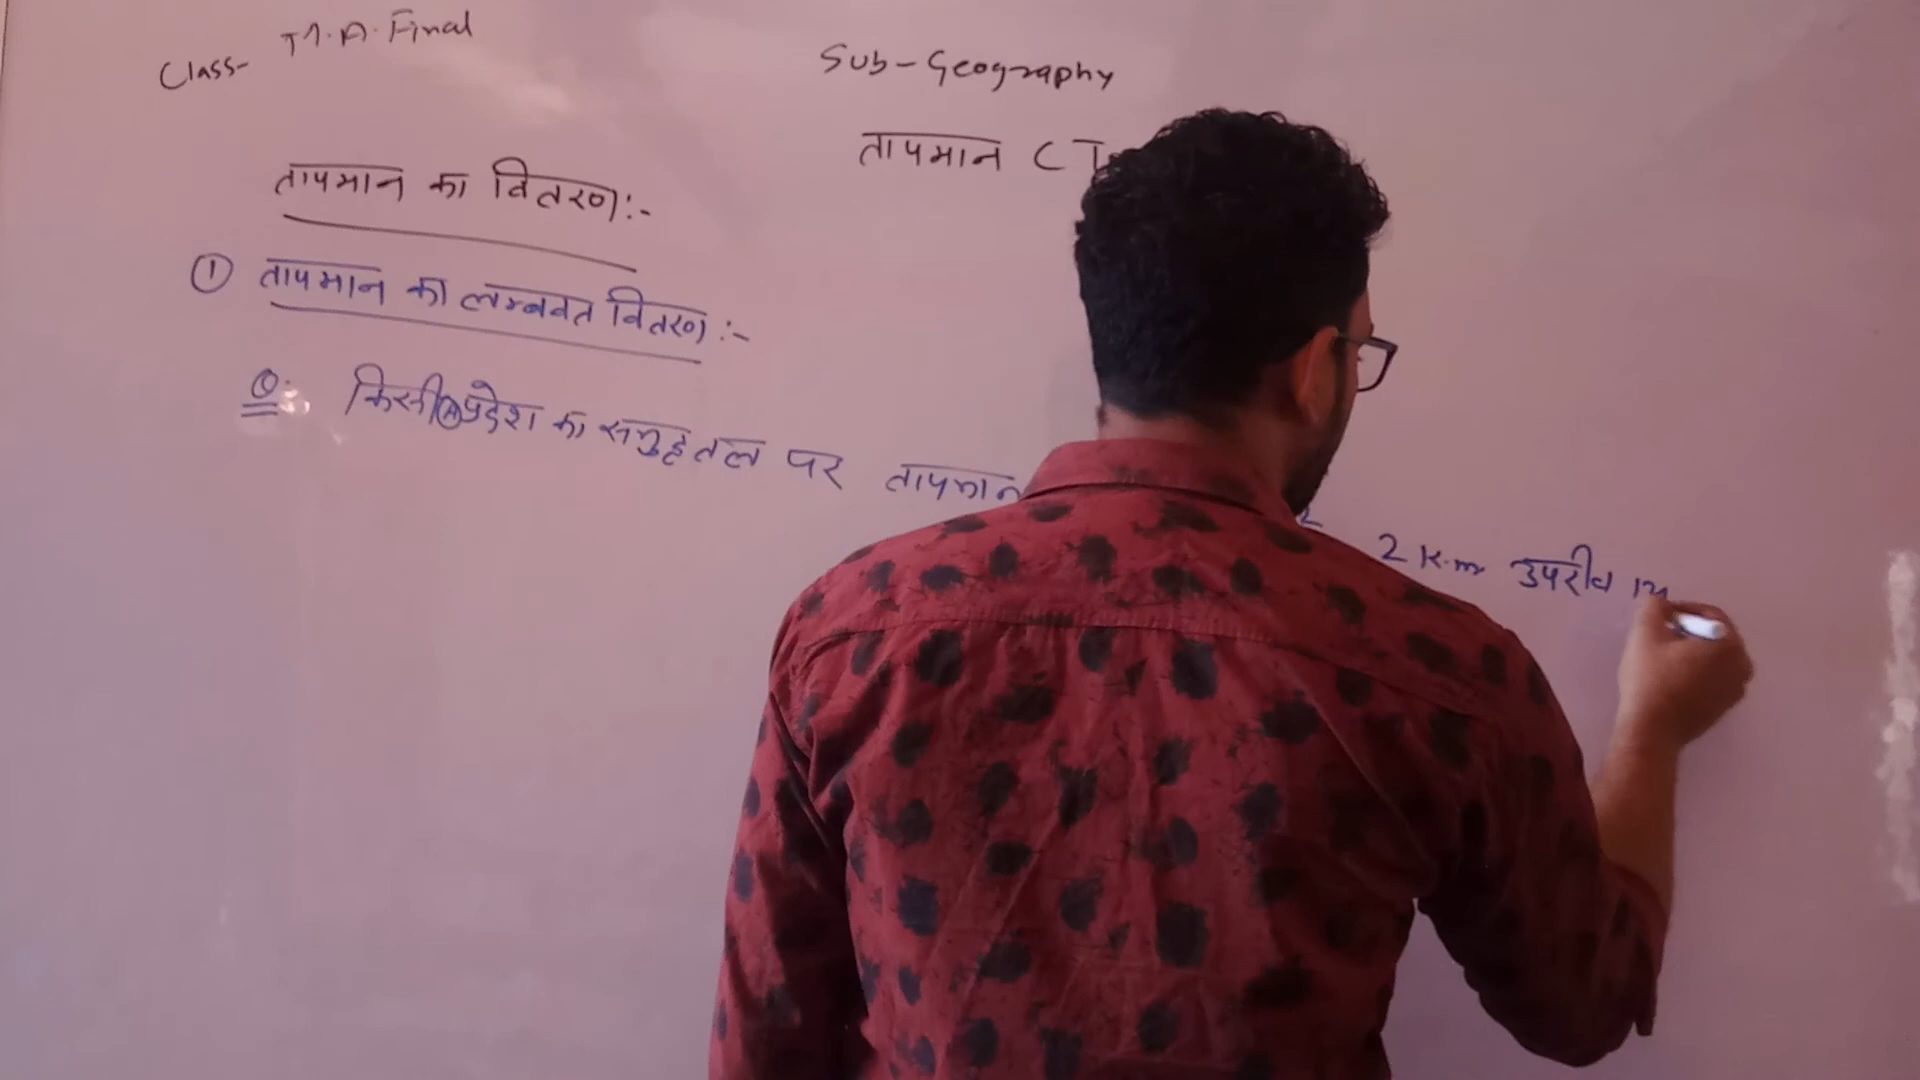 Class- M.A. Final
Sub-Geography
तापमान (T
तापमान का वितरण:-
① तापमान का लम्बवत वितरण:-
Q. किसी (A) प्रदेश का समुद्रतल पर तापमान
2 K.m. उपरीव